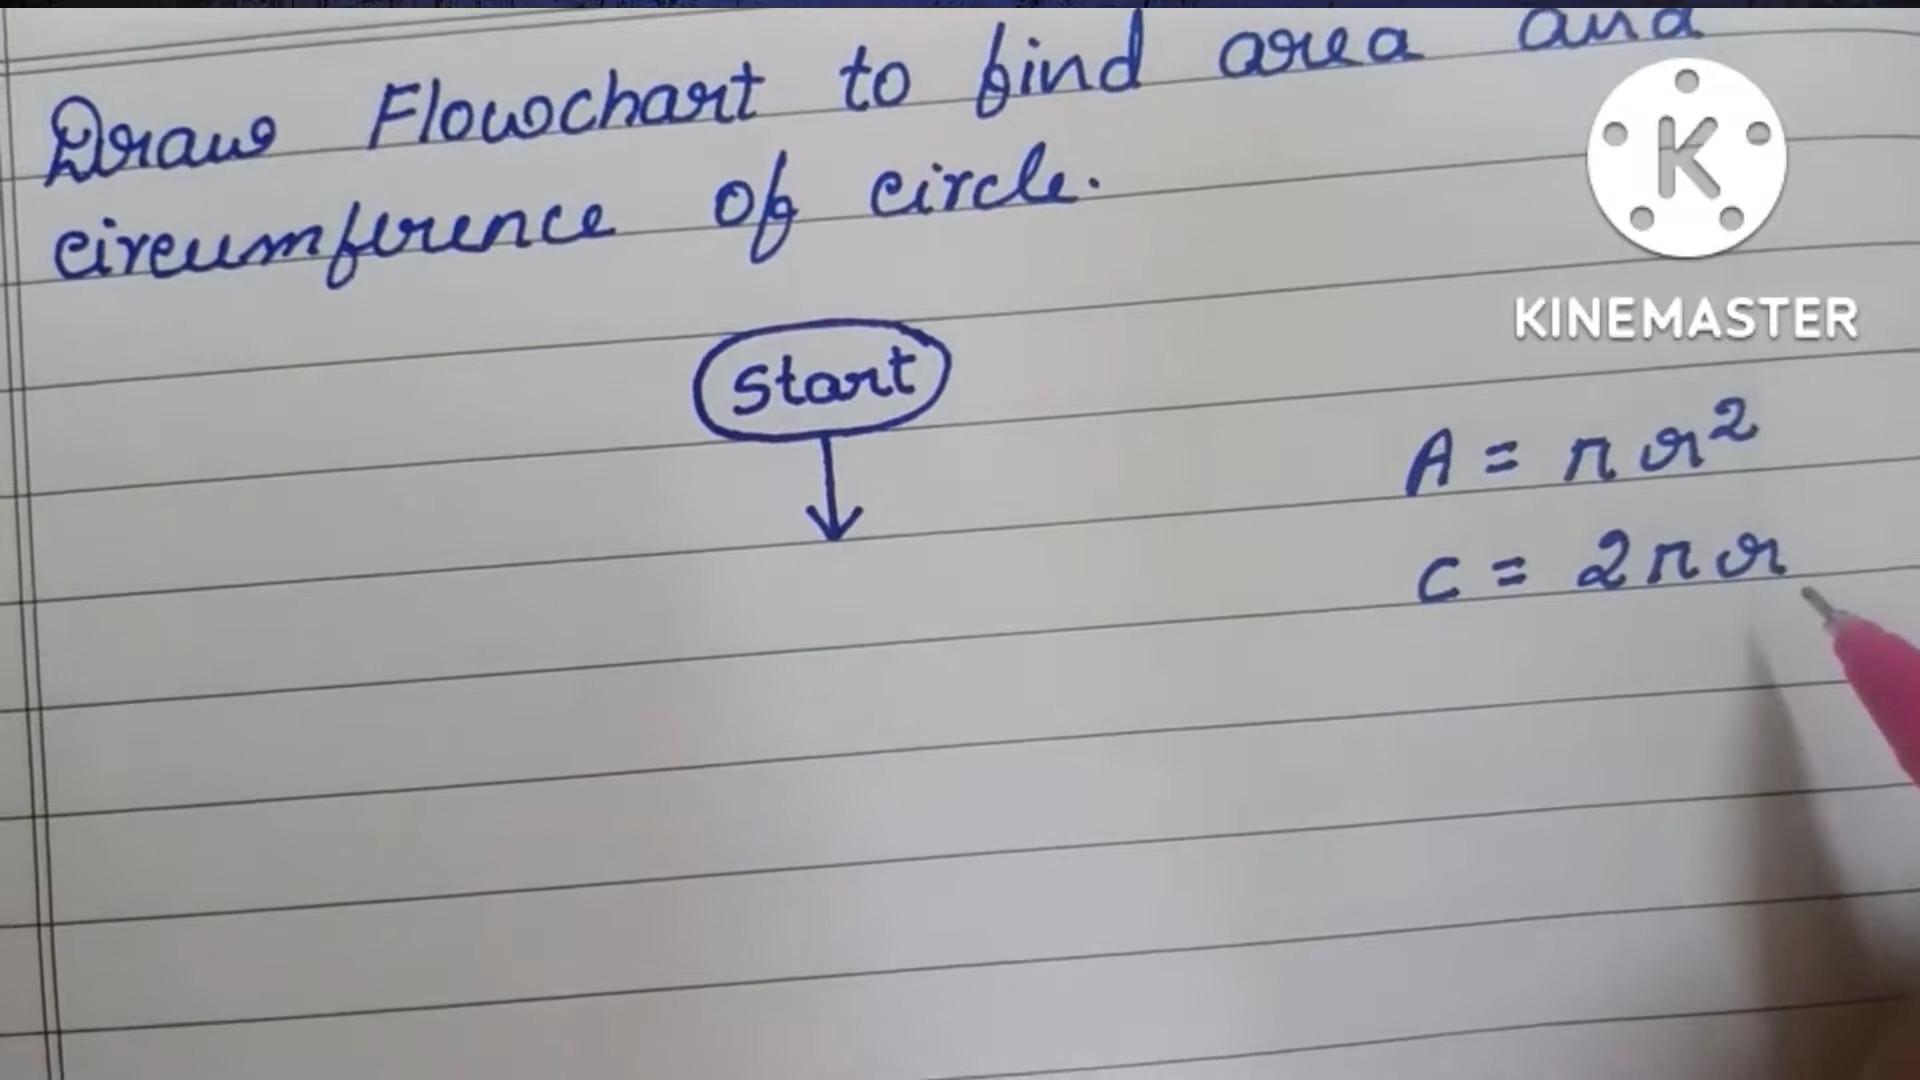 Draw Flowchart to find area and
circumference of circle.
KINEMASTER
Start
A = πr²
C = 2πr